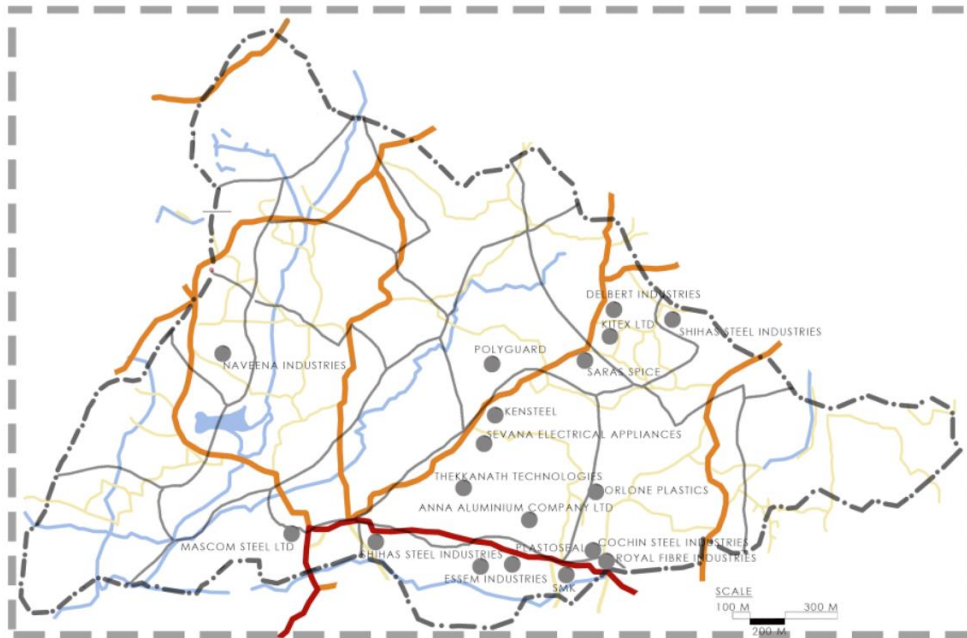 DELBERT INDUSTRIES
KITEX LTD
SHIHAS STEEL INDUSTRIES
POLYGUARD
NAVEENA INDUSTRIES
SARAS SPICE
KENSTEEL
SEVANA ELECTRICAL APPLIANCES
THEKKANATH TECHNOLOGIES
ORLONE PLASTICS
ANNA ALUMINIUM COMPANY LTD
MASCOM STEEL LTD
SHIHAS STEEL INDUSTRIES
PLASTOSEAL
COCHIN STEEL INDUSTRIES
ROYAL FIBRE INDUSTRIES
ESSEM INDUSTRIES
SMK
SCALE
100 M 300 M
200 M